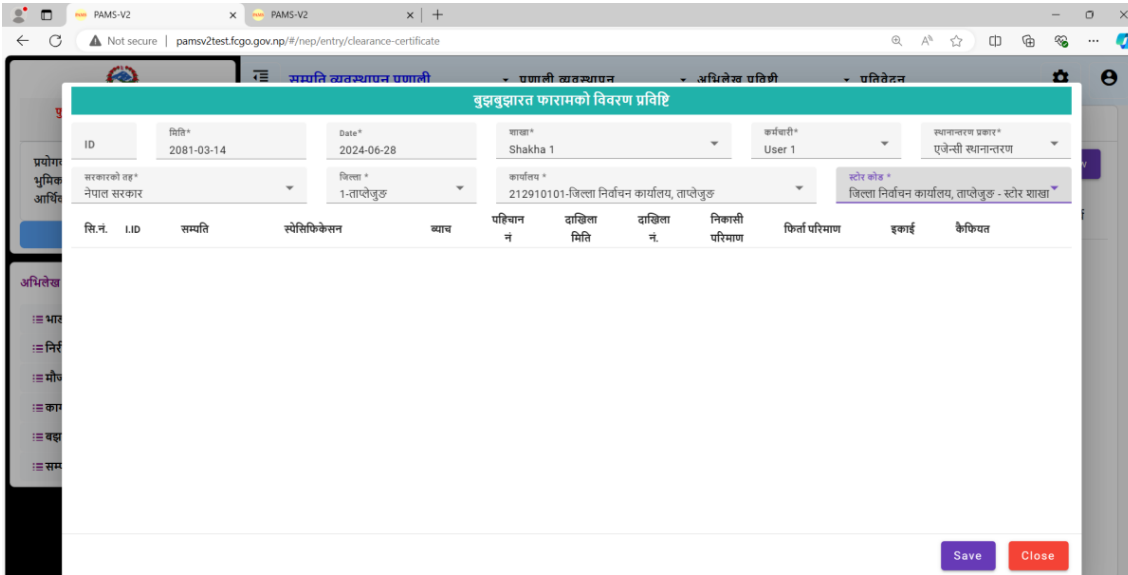 PAMS-V2
PAMS-V2
Not secure | pamsv2test.fcgo.gov.np/#/nep/entry/clearance-certificate
सम्पति व्यवस्थापन प्रणाली
प्रणाली व्यवस्थापन
अभिलेख प्रविष्टी
प्रतिवेदन
बुझबुझारत फारामको विवरण प्रविष्टि
ID
मिति*
2081-03-14
Date*
2024-06-28
शाखा*
Shakha 1
कर्मचारी*
User 1
स्थानान्तरण प्रकार*
एजेन्सी स्थानान्तरण
सरकारको तह*
नेपाल सरकार
जिल्ला *
1-ताप्लेजुङ
कार्यालय *
212910101-जिल्ला निर्वाचन कार्यालय, ताप्लेजुङ
स्टोर कोड *
जिल्ला निर्वाचन कार्यालय, ताप्लेजुङ - स्टोर शाखा
सि.नं.
I.ID
सम्पति
स्पेसिफिकेसन
ब्याच
पहिचान नं
दाखिला मिति
दाखिला नं.
निकासी परिमाण
फिर्ता परिमाण
इकाई
कैफियत
अभिलेख
Save
Close